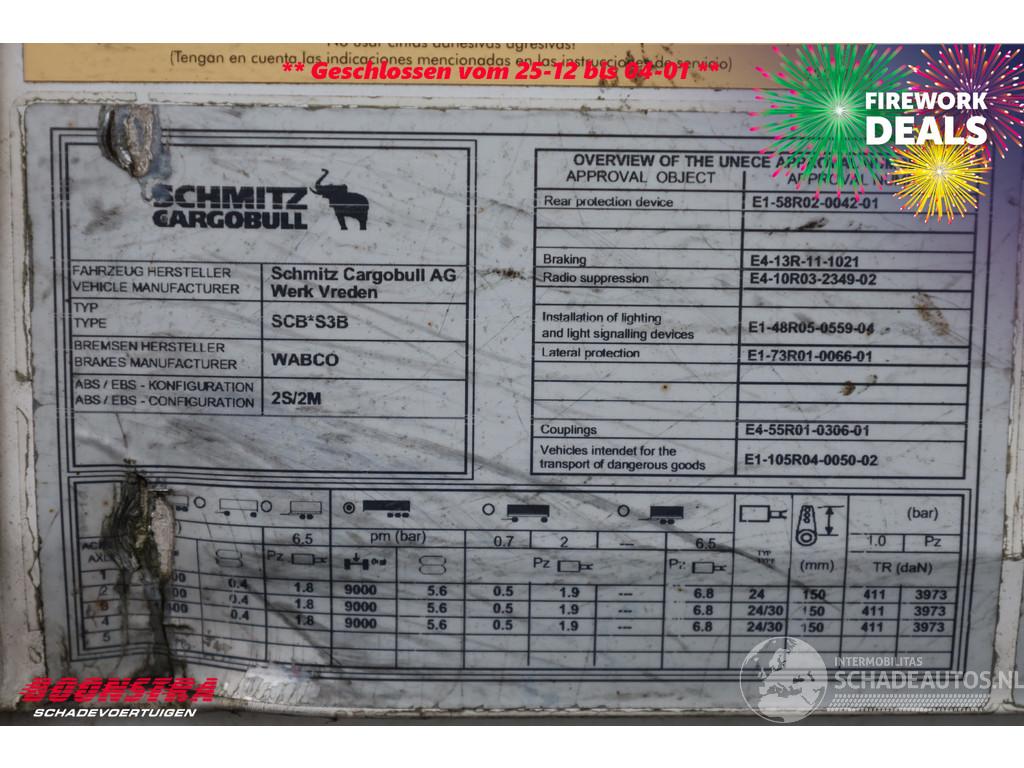 No usar cintas adhesivas agresivas!
(Tengan en cuenta las indicaciones mencionadas en las instrucciones de servicio)
** Geschlossen vom 25-12 bis 04-01 **
FIREWORK
DEALS
SCHMITZ
CARGOBULL
FAHRZEUG HERSTELLER
VEHICLE MANUFACTURER
Schmitz Cargobull AG
Werk Vreden
TYP
TYPE
SCB*S3B
BREMSEN HERSTELLER
BRAKES MANUFACTURER
WABCO
ABS / EBS - KONFIGURATION
ABS / EBS - CONFIGURATION
2S/2M
OVERVIEW OF THE UNECE
APPROVAL OBJECT
Rear protection device E1-58R02-0042-01
Braking E4-13R-11-1021
Radio suppression E4-10R03-2349-02
Installation of lighting
and light signalling devices E1-48R05-0559-04
Lateral protection E1-73R01-0066-01
Couplings E4-55R01-0306-01
Vehicles intendet for the
transport of dangerous goods E1-105R04-0050-02
(bar)
6.5 pm (bar) 0.7 2 --- 6.5 1.0 Pz
Pz Pz Pz TYP TYPE (mm) TR (daN)
1
2 0.4 1.8 9000 5.6 0.5 1.9 --- 6.8 24 150 411 3973
3 0.4 1.8 9000 5.6 0.5 1.9 --- 6.8 24/30 150 411 3973
4 0.4 1.8 9000 5.6 0.5 1.9 --- 6.8 24/30 150 411 3973
5
BOONSTRA
SCHADEVOERTUIGEN
INTERMOBILITAS
SCHADEAUTOS.NL